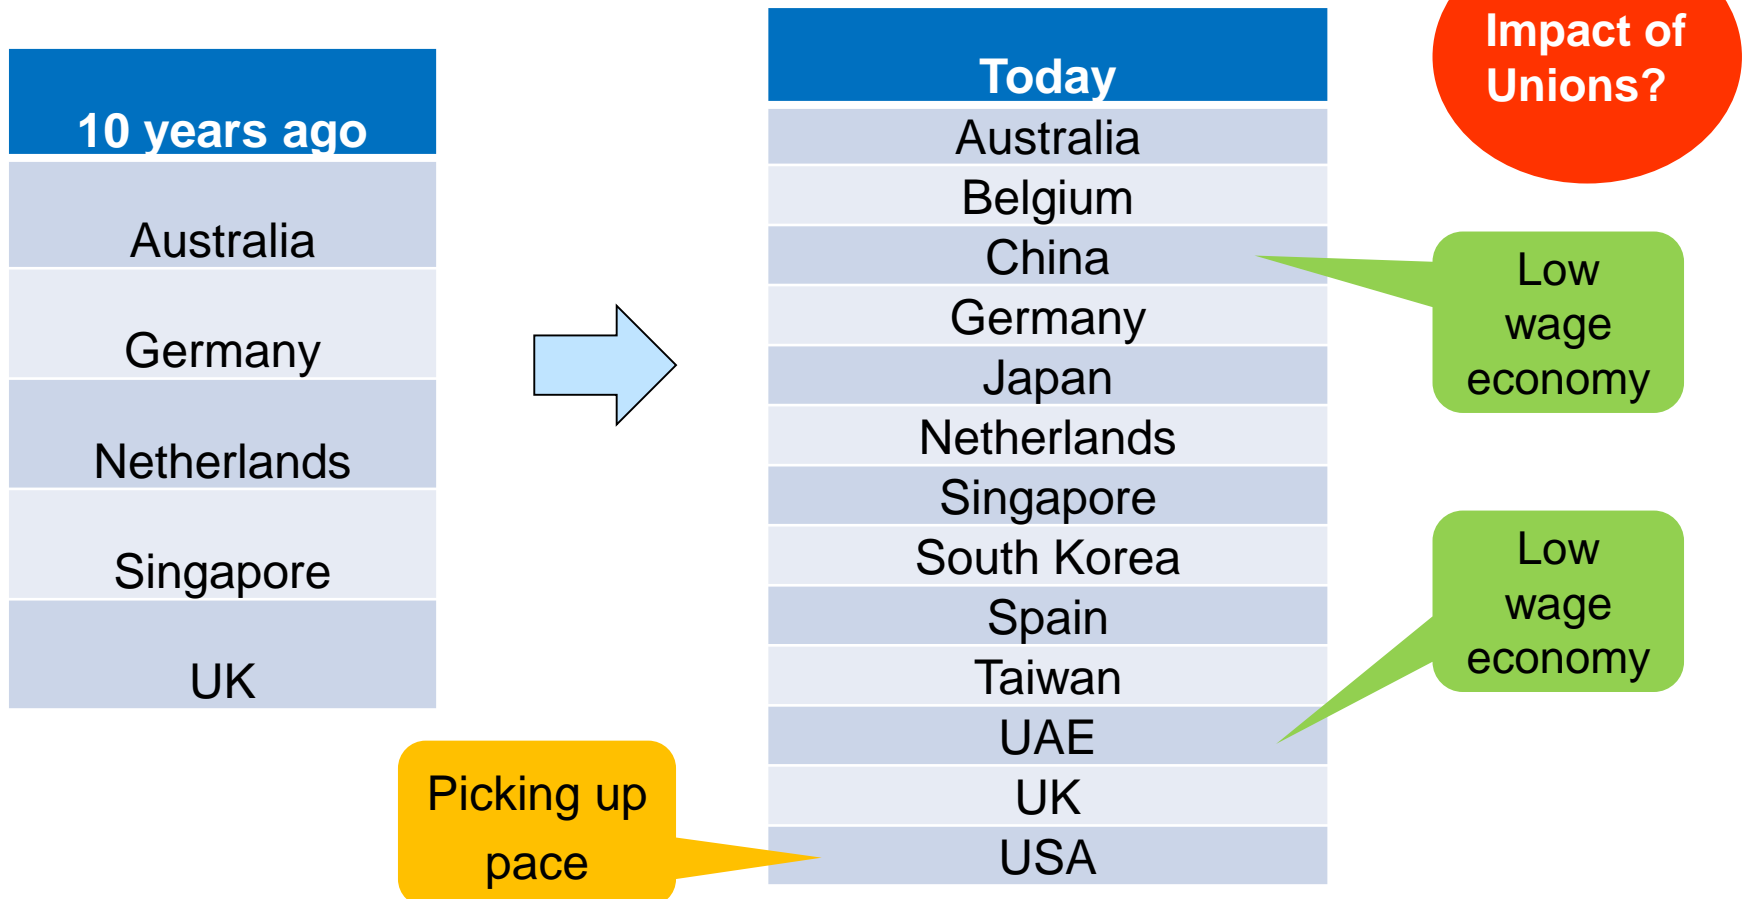 10 years ago
Australia
Germany
Netherlands
Singapore
UK
Today
Australia
Belgium
China
Germany
Japan
Netherlands
Singapore
South Korea
Spain
Taiwan
UAE
UK
USA
Impact of
Unions?
Low
wage
economy
Low
wage
economy
Picking up
pace